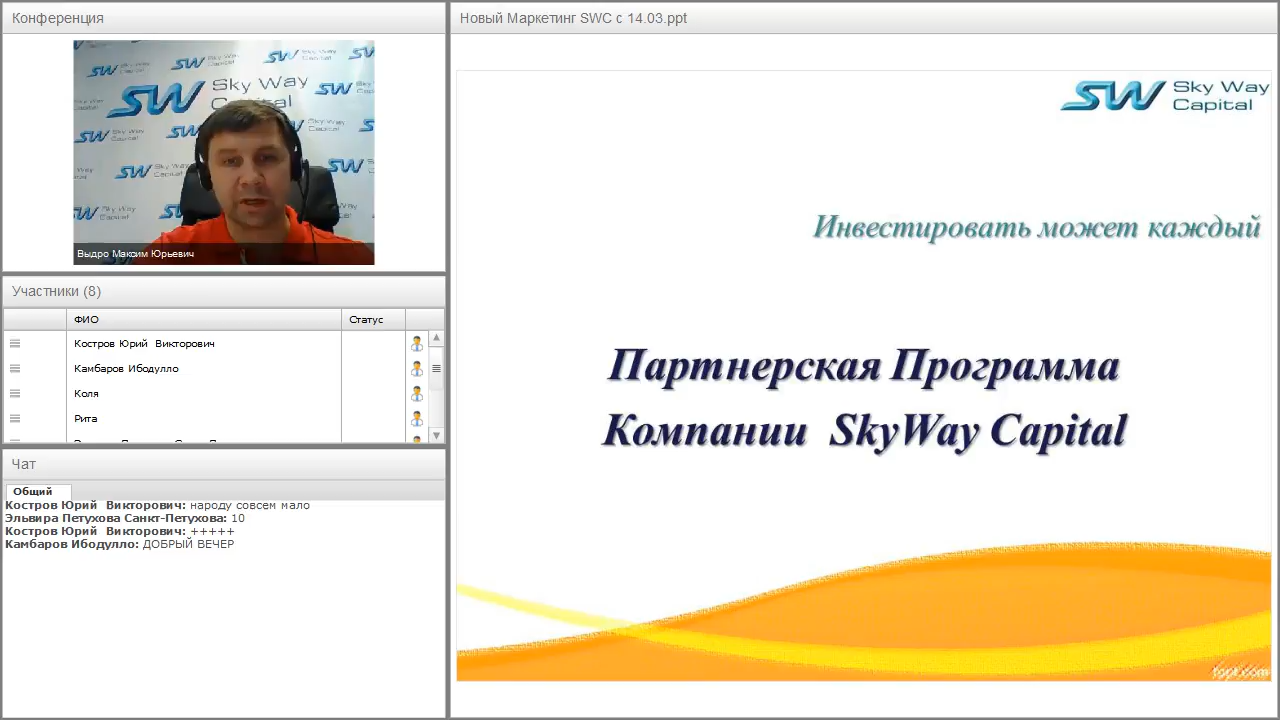 Конференция
SW Sky Way
Capital
Выдро Максим Юрьевич
Участники (8)
ФИО
Статус
Костров Юрий Викторович
Камбаров Ибодулло
Коля
Рита
Чат
Общий
Костров Юрий Викторович: народу совсем мало
Эльвира Петухова Санкт-Петухова: 10
Костров Юрий Викторович: +++++
Камбаров Ибодулло: ДОБРЫЙ ВЕЧЕР
Новый Маркетинг SWC с 14.03.ppt
SW Sky Way
Capital
Инвестировать может каждый
Партнерская Программа
Компании SkyWay Capital
fppt.com